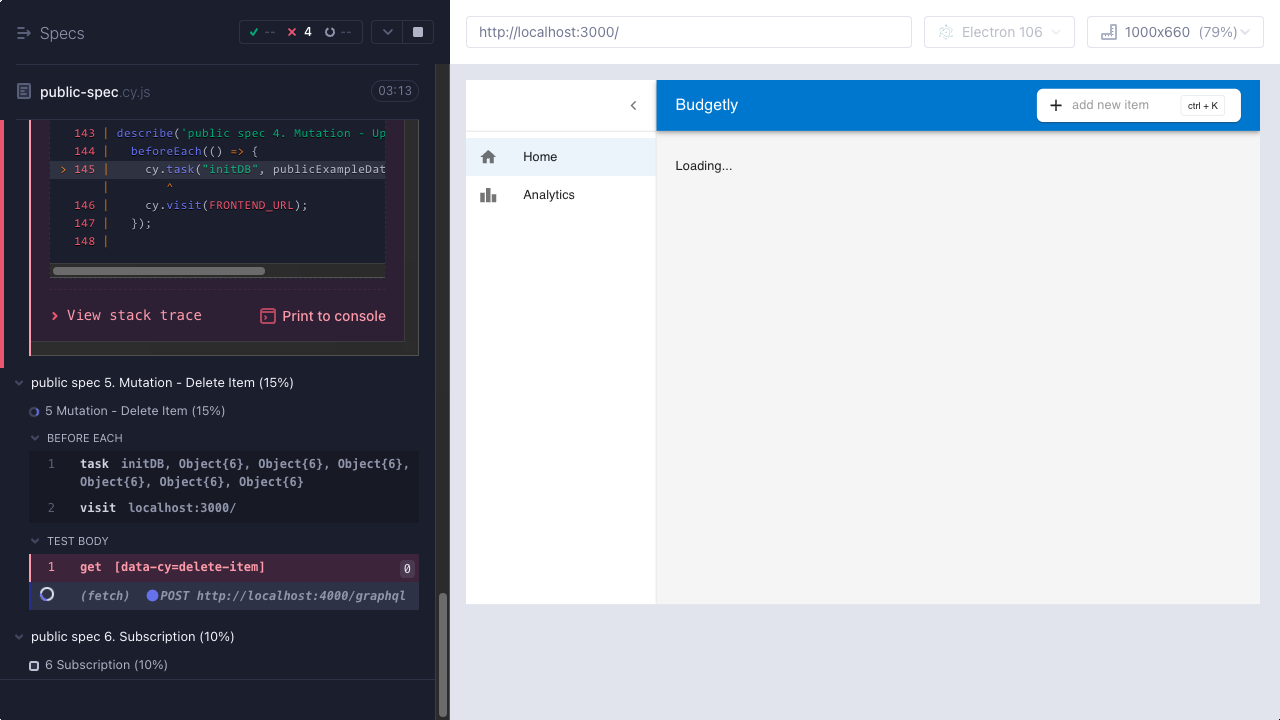 Specs
-- 4 --
public-spec.cy.js
03:13
143 | describe('public spec 4. Mutation - Up
144 | beforeEach(() => {
> 145 | cy.task("initDB", publicExampleDat
| ^
146 | cy.visit(FRONTEND_URL);
147 | });
148 |
View stack trace
Print to console
public spec 5. Mutation - Delete Item (15%)
5 Mutation - Delete Item (15%)
BEFORE EACH
1 task initDB, Object{6}, Object{6}, Object{6},
Object{6}, Object{6}, Object{6}
2 visit localhost:3000/
TEST BODY
1 get [data-cy=delete-item] 0
(fetch) POST http://localhost:4000/graphql
public spec 6. Subscription (10%)
6 Subscription (10%)
http://localhost:3000/
Electron 106
1000x660 (79%)
Budgetly
add new item
ctrl + K
Home
Analytics
Loading...